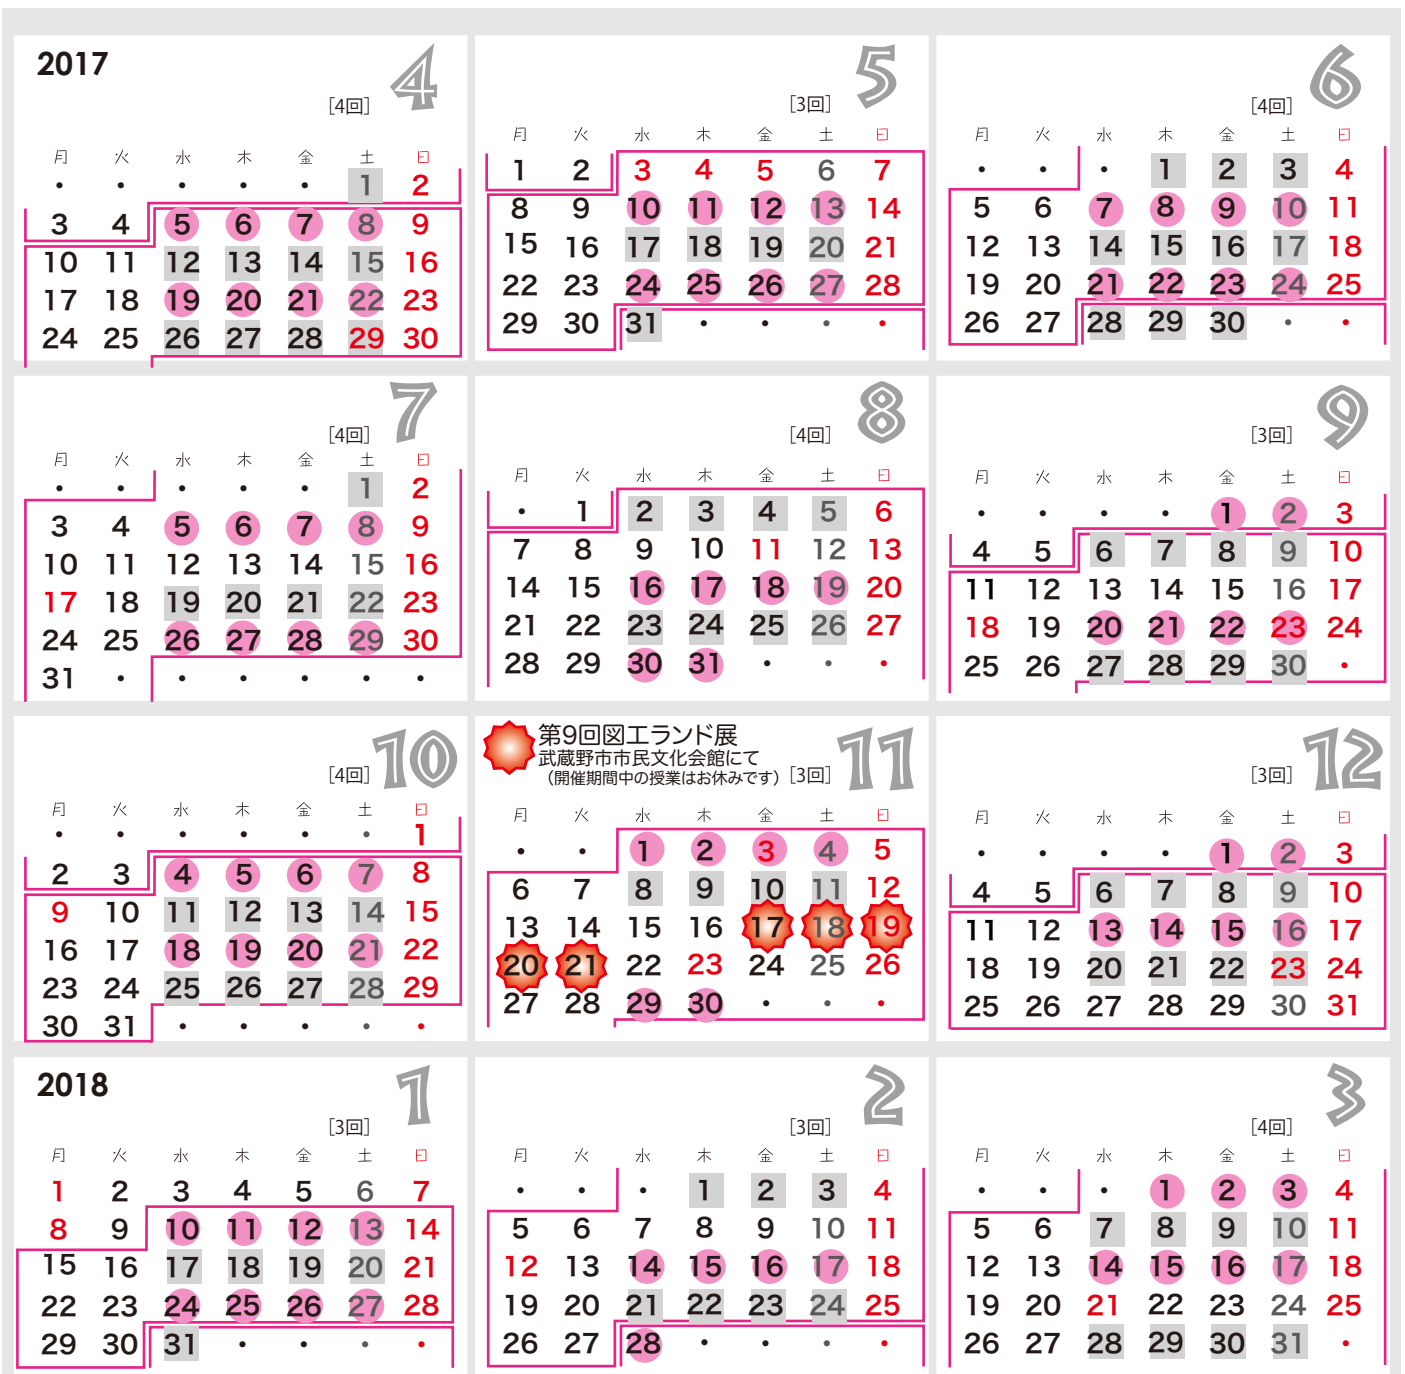 2017
4
［4回］
月 火 水 木 金 土 日
・ ・ ・ ・ ・ 1 2
3 4 5 6 7 8 9
10 11 12 13 14 15 16
17 18 19 20 21 22 23
24 25 26 27 28 29 30
5
［3回］
月 火 水 木 金 土 日
1 2 3 4 5 6 7
8 9 10 11 12 13 14
15 16 17 18 19 20 21
22 23 24 25 26 27 28
29 30 31 ・ ・ ・ ・
6
［4回］
月 火 水 木 金 土 日
・ ・ ・ 1 2 3 4
5 6 7 8 9 10 11
12 13 14 15 16 17 18
19 20 21 22 23 24 25
26 27 28 29 30 ・ ・
7
［4回］
月 火 水 木 金 土 日
・ ・ ・ ・ ・ 1 2
3 4 5 6 7 8 9
10 11 12 13 14 15 16
17 18 19 20 21 22 23
24 25 26 27 28 29 30
31 ・ ・ ・ ・ ・ ・
8
［4回］
月 火 水 木 金 土 日
・ 1 2 3 4 5 6
7 8 9 10 11 12 13
14 15 16 17 18 19 20
21 22 23 24 25 26 27
28 29 30 31 ・ ・ ・
9
［3回］
月 火 水 木 金 土 日
・ ・ ・ ・ 1 2 3
4 5 6 7 8 9 10
11 12 13 14 15 16 17
18 19 20 21 22 23 24
25 26 27 28 29 30 ・
10
［4回］
月 火 水 木 金 土 日
・ ・ ・ ・ ・ ・ 1
2 3 4 5 6 7 8
9 10 11 12 13 14 15
16 17 18 19 20 21 22
23 24 25 26 27 28 29
30 31 ・ ・ ・ ・ ・
第9回図工ランド展
武蔵野市市民文化会館にて
（開催期間中の授業はお休みです）
11
［3回］
月 火 水 木 金 土 日
・ ・ 1 2 3 4 5
6 7 8 9 10 11 12
13 14 15 16 17 18 19
20 21 22 23 24 25 26
27 28 29 30 ・ ・ ・
12
［3回］
月 火 水 木 金 土 日
・ ・ ・ ・ 1 2 3
4 5 6 7 8 9 10
11 12 13 14 15 16 17
18 19 20 21 22 23 24
25 26 27 28 29 30 31
2018
1
［3回］
月 火 水 木 金 土 日
1 2 3 4 5 6 7
8 9 10 11 12 13 14
15 16 17 18 19 20 21
22 23 24 25 26 27 28
29 30 31 ・ ・ ・ ・
2
［3回］
月 火 水 木 金 土 日
・ ・ ・ 1 2 3 4
5 6 7 8 9 10 11
12 13 14 15 16 17 18
19 20 21 22 23 24 25
26 27 28 ・ ・ ・ ・
3
［4回］
月 火 水 木 金 土 日
・ ・ ・ 1 2 3 4
5 6 7 8 9 10 11
12 13 14 15 16 17 18
19 20 21 22 23 24 25
26 27 28 29 30 31 ・